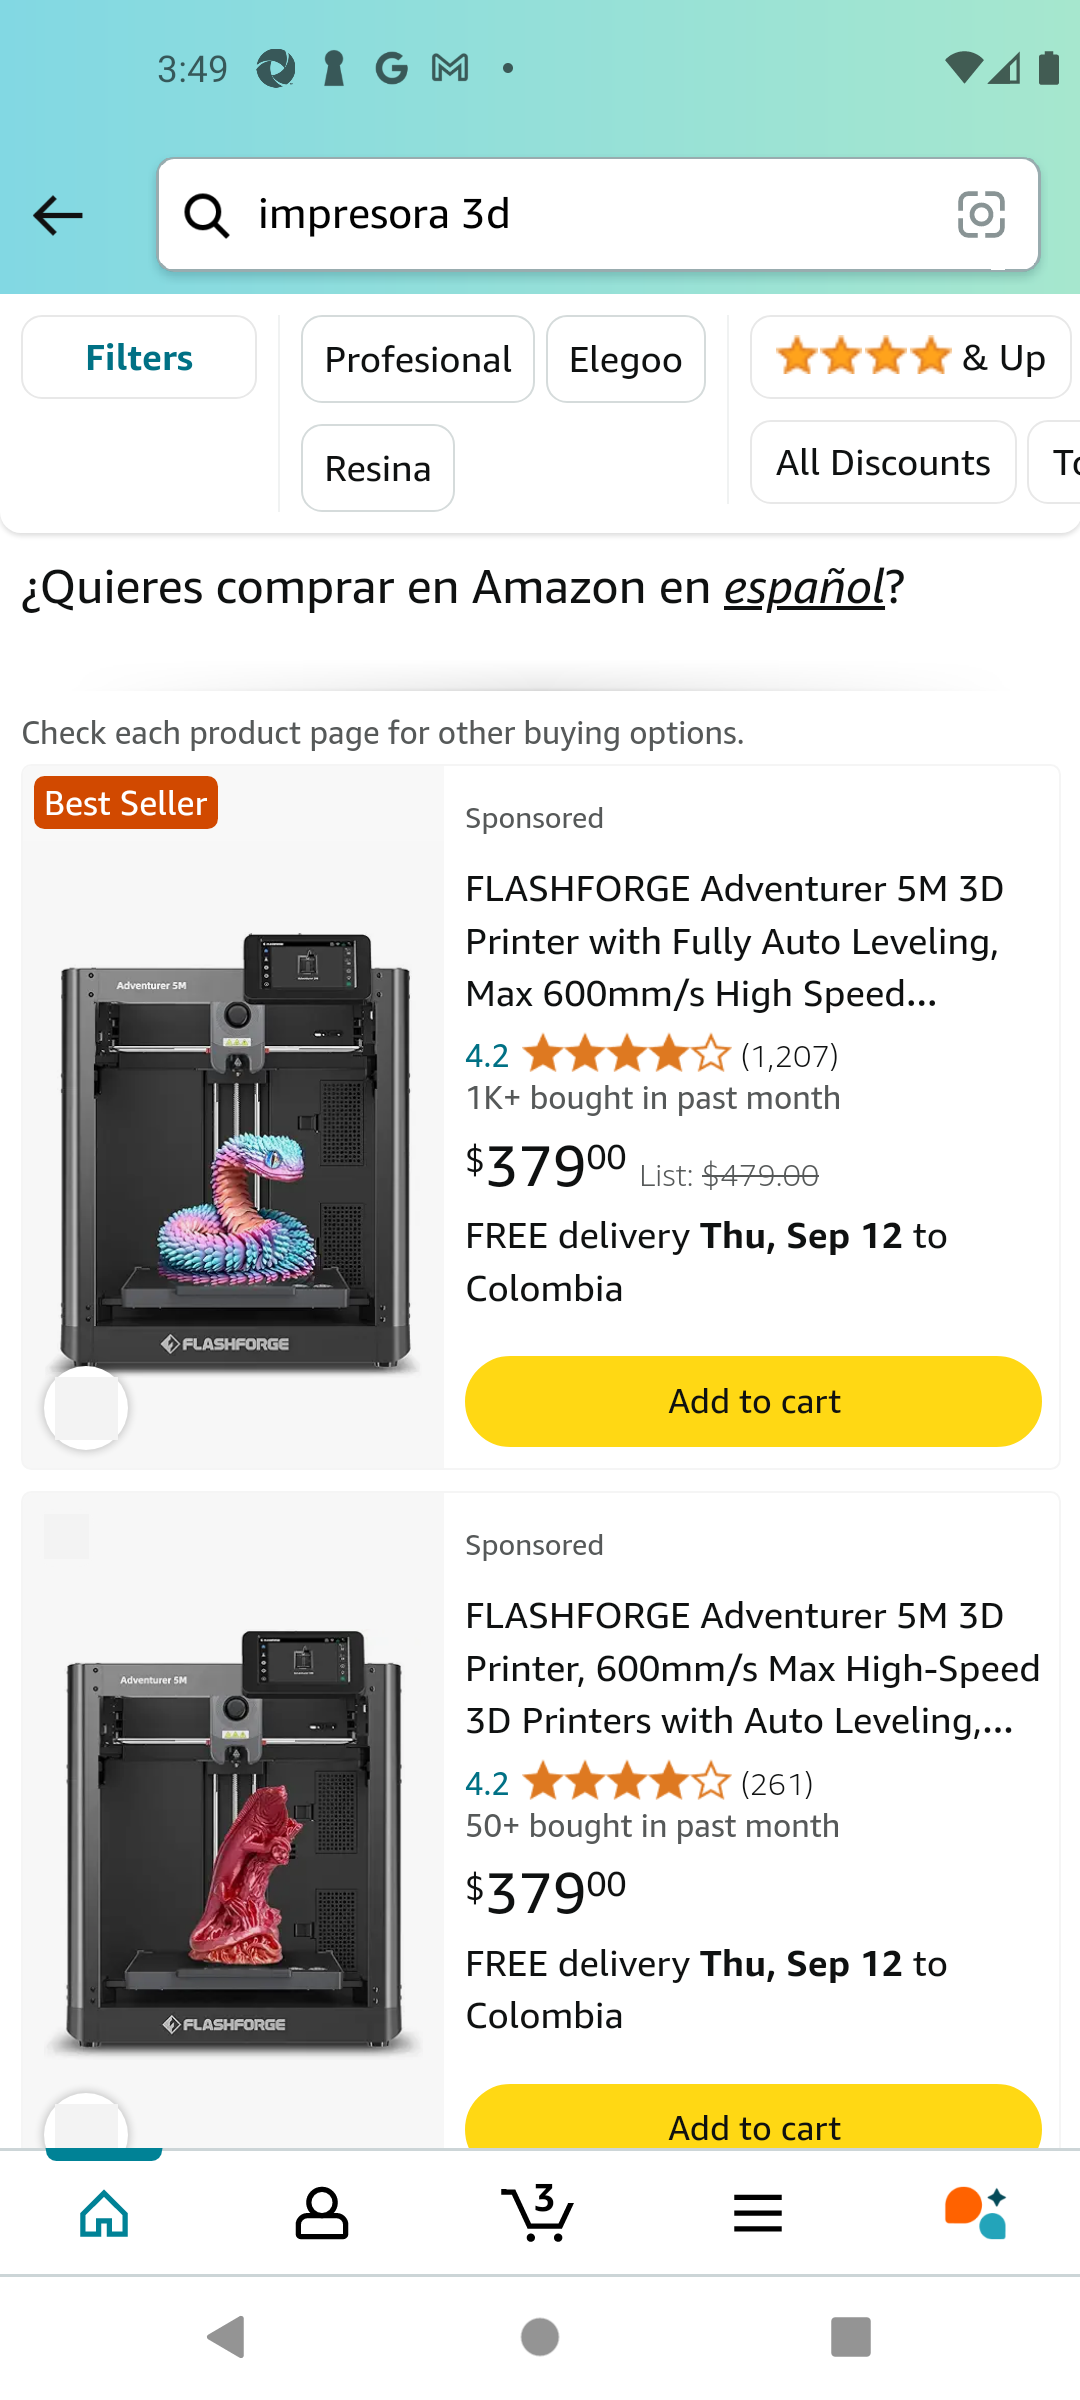 3:49
impresora 3d
Filters
Profesional
Elegoo
& Up
Resina
All Discounts
¿Quieres comprar en Amazon en español?
Check each product page for other buying options.
Best Seller
Sponsored
FLASHFORGE Adventurer 5M 3D
Printer with Fully Auto Leveling,
Max 600mm/s High Speed...
4.2 (1,207)
1K+ bought in past month
$37900 List: $479.00
FREE delivery Thu, Sep 12 to
Colombia
Add to cart
Adventurer 5M
FLASHFORGE
Sponsored
FLASHFORGE Adventurer 5M 3D
Printer, 600mm/s Max High-Speed
3D Printers with Auto Leveling,...
4.2 (261)
50+ bought in past month
$37900
FREE delivery Thu, Sep 12 to
Colombia
Add to cart
Adventurer 5M
FLASHFORGE
3